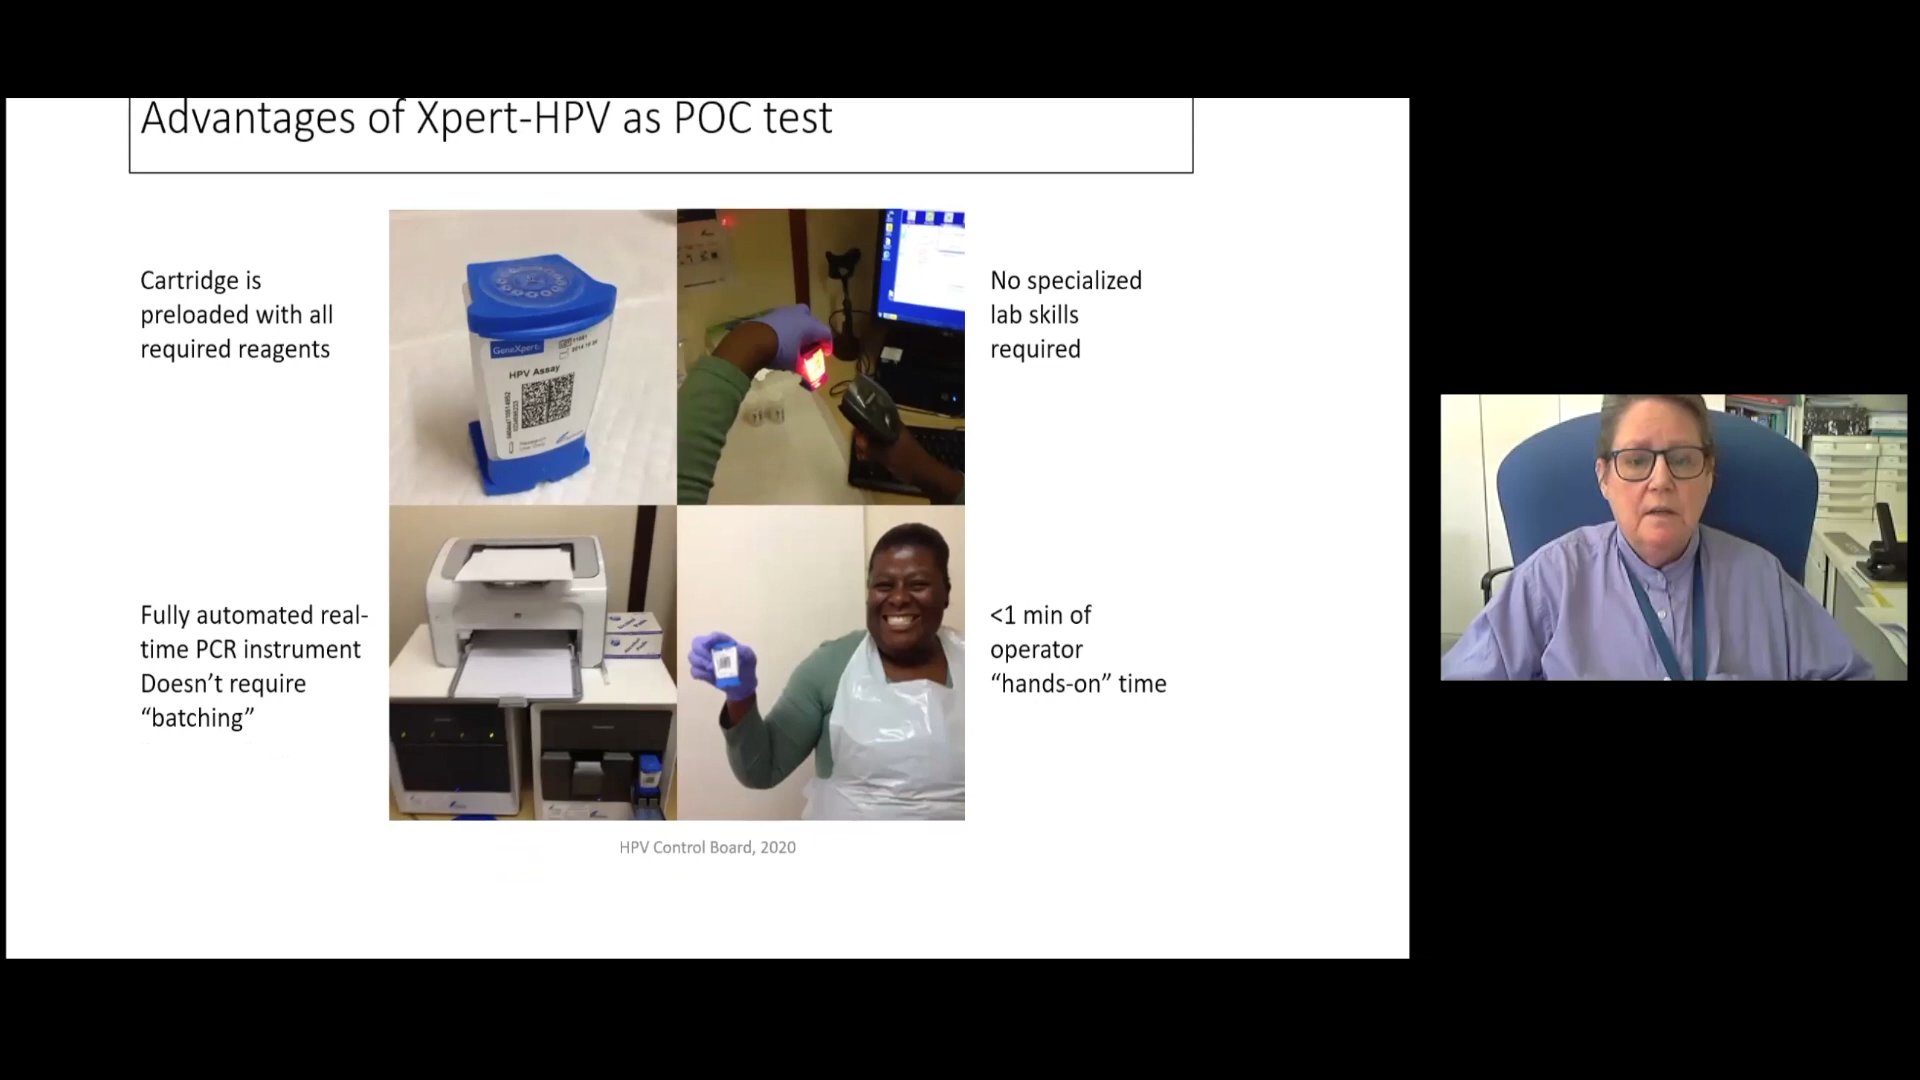 Advantages of Xpert-HPV as POC test
Cartridge is
preloaded with all
required reagents
GeneXpert
HPV Assay
No specialized
lab skills
required
Fully automated real-
time PCR instrument
Doesn’t require
“batching”
<1 min of
operator
“hands-on” time
HPV Control Board, 2020